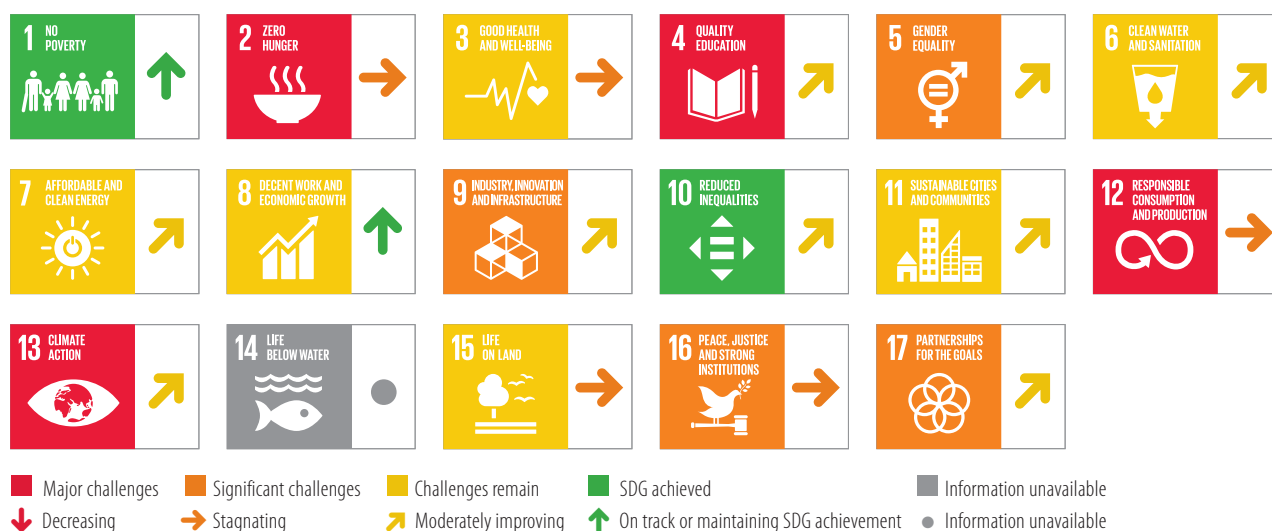 1 NO
POVERTY
2 ZERO
HUNGER
3 GOOD HEALTH
AND WELL-BEING
4 QUALITY
EDUCATION
5 GENDER
EQUALITY
6 CLEAN WATER
AND SANITATION
7 AFFORDABLE AND
CLEAN ENERGY
8 DECENT WORK AND
ECONOMIC GROWTH
9 INDUSTRY, INNOVATION
AND INFRASTRUCTURE
10 REDUCED
INEQUALITIES
11 SUSTAINABLE CITIES
AND COMMUNITIES
12 RESPONSIBLE
CONSUMPTION
AND PRODUCTION
13 CLIMATE
ACTION
14 LIFE
BELOW WATER
15 LIFE
ON LAND
16 PEACE, JUSTICE
AND STRONG
INSTITUTIONS
17 PARTNERSHIPS
FOR THE GOALS
Major challenges Significant challenges Challenges remain SDG achieved Information unavailable
Decreasing Stagnating Moderately improving On track or maintaining SDG achievement Information unavailable